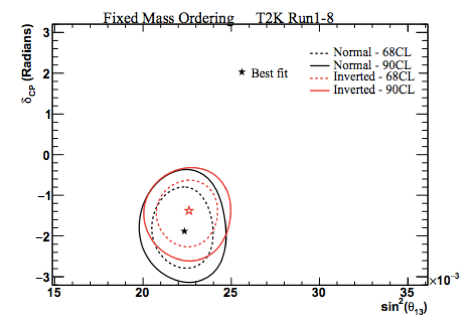 Fixed Mass Ordering T2K Run1-8
δCP (Radians)
Normal - 68CL
Normal - 90CL
Inverted - 68CL
Inverted - 90CL
★ Best fit
3
2
1
0
−1
−2
−3
15 20 25 30 35 ×10⁻³
sin²(θ₁₃)